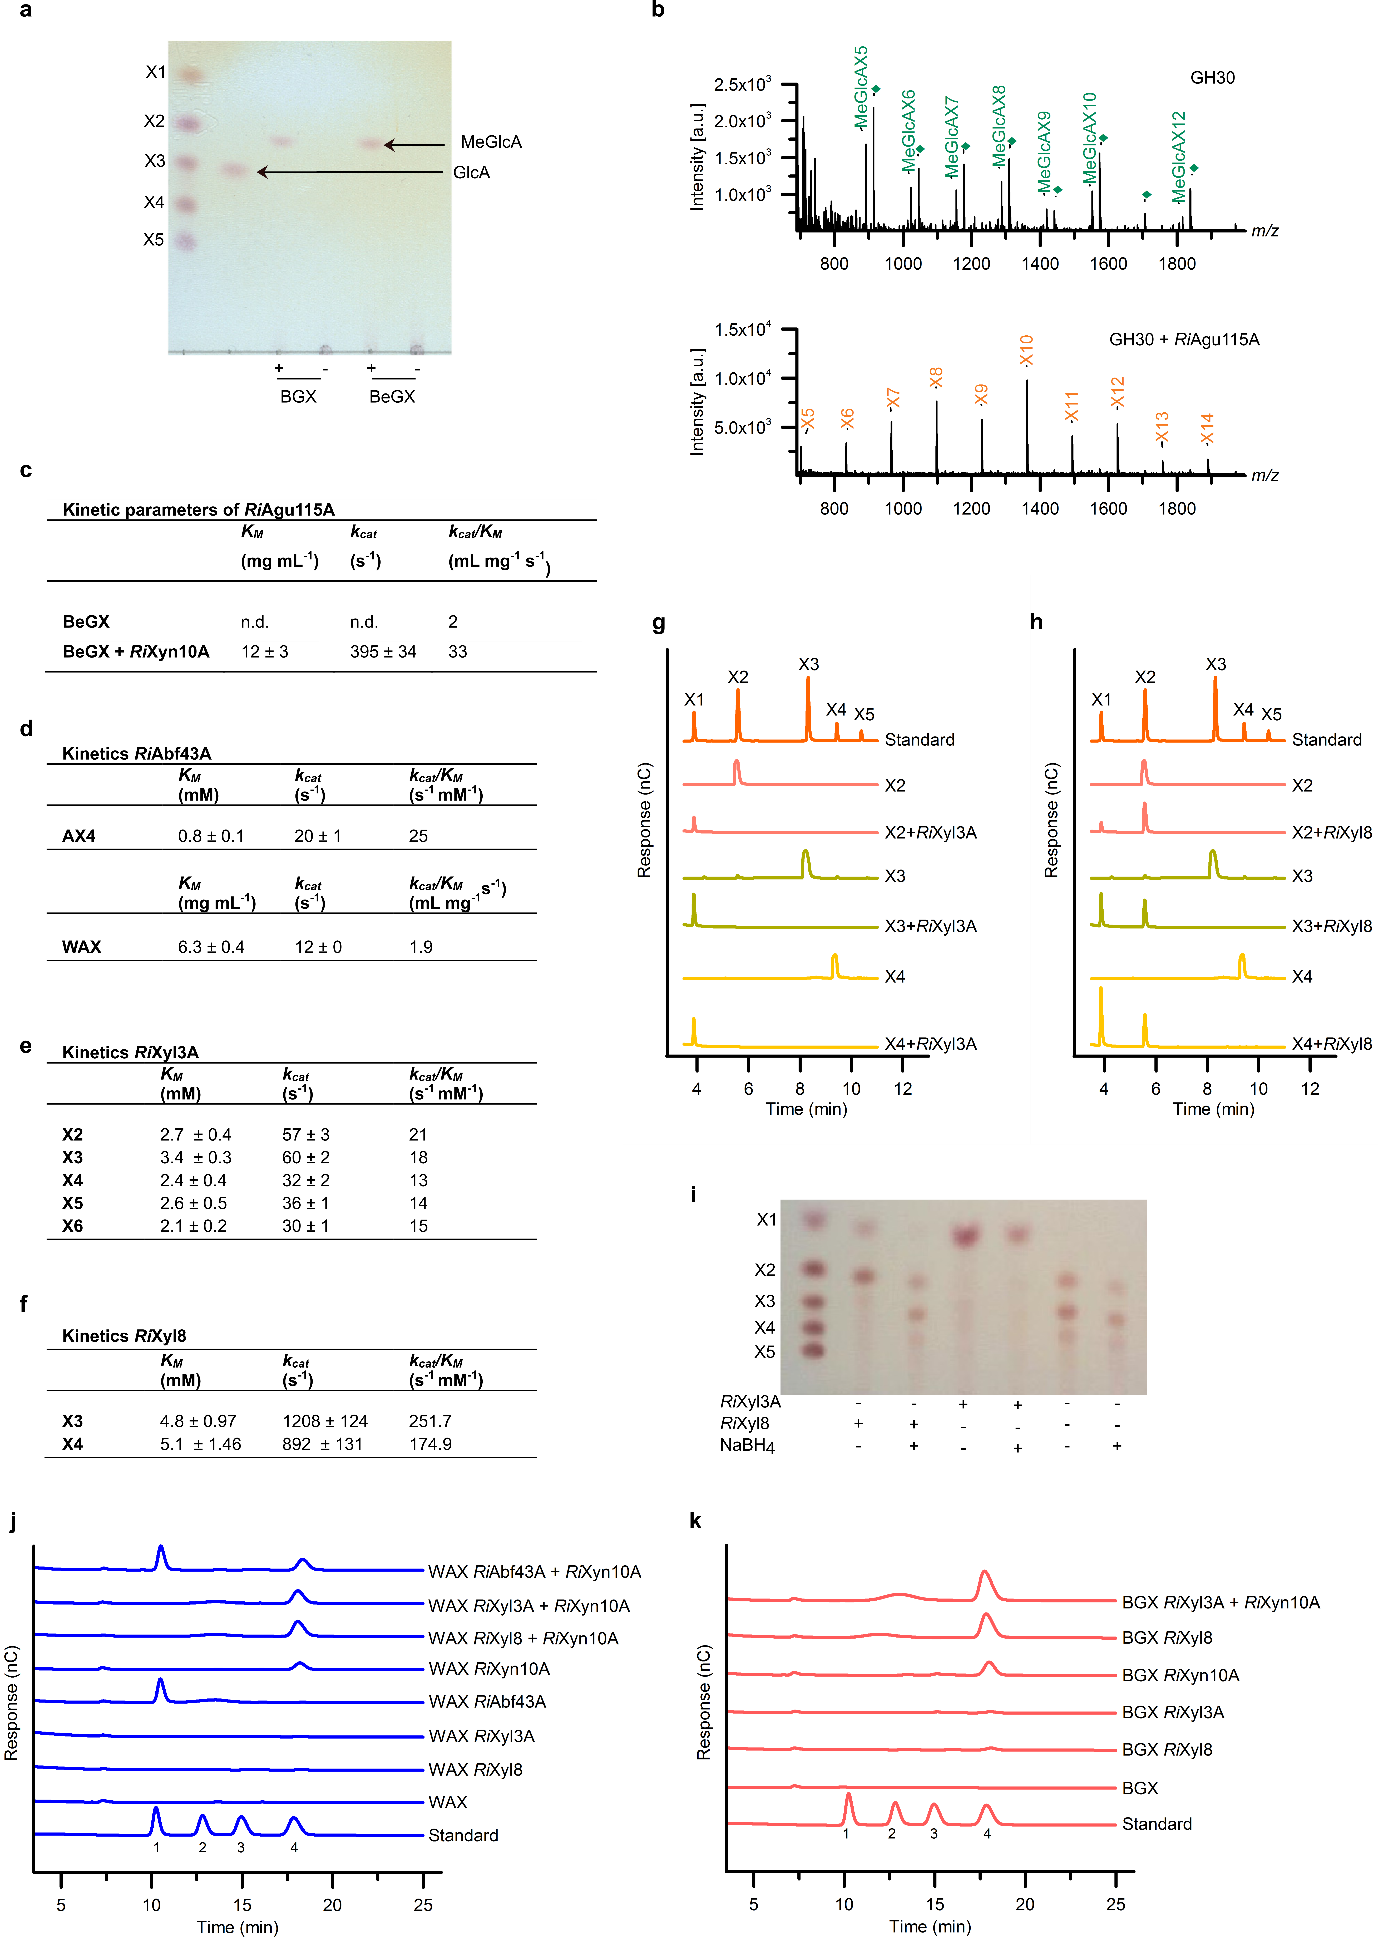 a
X1
X2
X3
X4
X5
MeGlcA
GlcA
+ - + -
BGX BeGX
b
GH30
Intensity [a.u.]
2.5x10³
2.0x10³
1.5x10³
1.0x10³
MeGlcAX5
MeGlcAX6
MeGlcAX7
MeGlcAX8
MeGlcAX9
MeGlcAX10
MeGlcAX12
800 1000 1200 1400 1600 1800
m/z
GH30 + RiAgu115A
Intensity [a.u.]
1.5x10⁴
1.0x10⁴
5.0x10³
X5 X6 X7 X8 X9 X10 X11 X12 X13 X14
800 1000 1200 1400 1600 1800
m/z
c
Kinetic parameters of RiAgu115A
KM kcat kcat/KM
(mg mL-1) (s-1) (mL mg-1 s-1)
BeGX n.d. n.d. 2
BeGX + RiXyn10A 12 ± 3 395 ± 34 33
d
Kinetics RiAbf43A
KM kcat kcat/KM
(mM) (s-1) (s-1 mM-1)
AX4 0.8 ± 0.1 20 ± 1 25
KM kcat kcat/KM
(mg mL-1) (s-1) (mL mg-1s-1)
WAX 6.3 ± 0.4 12 ± 0 1.9
e
Kinetics RiXyl3A
KM kcat kcat/KM
(mM) (s-1) (s-1 mM-1)
X2 2.7 ± 0.4 57 ± 3 21
X3 3.4 ± 0.3 60 ± 2 18
X4 2.4 ± 0.4 32 ± 2 13
X5 2.6 ± 0.5 36 ± 1 14
X6 2.1 ± 0.2 30 ± 1 15
f
Kinetics RiXyl8
KM kcat kcat/KM
(mM) (s-1) (s-1 mM-1)
X3 4.8 ± 0.97 1208 ± 124 251.7
X4 5.1 ± 1.46 892 ± 131 174.9
g
Response (nC)
X1 X2 X3 X4 X5
Standard
X2
X2+RiXyl3A
X3
X3+RiXyl3A
X4
X4+RiXyl3A
4 6 8 10 12
Time (min)
h
Response (nC)
X1 X2 X3 X4 X5
Standard
X2
X2+RiXyl8
X3
X3+RiXyl8
X4
X4+RiXyl8
4 6 8 10 12
Time (min)
i
X1
X2
X3
X4
X5
RiXyl3A - - + + - -
RiXyl8 + + - - - -
NaBH4 - + - + - +
j
Response (nC)
WAX RiAbf43A + RiXyn10A
WAX RiXyl3A + RiXyn10A
WAX RiXyl8 + RiXyn10A
WAX RiXyn10A
WAX RiAbf43A
WAX RiXyl3A
WAX RiXyl8
WAX
Standard
1 2 3 4
5 10 15 20 25
Time (min)
k
Response (nC)
BGX RiXyl3A + RiXyn10A
BGX RiXyl8
BGX RiXyn10A
BGX RiXyl3A
BGX RiXyl8
BGX
Standard
1 2 3 4
5 10 15 20 25
Time (min)